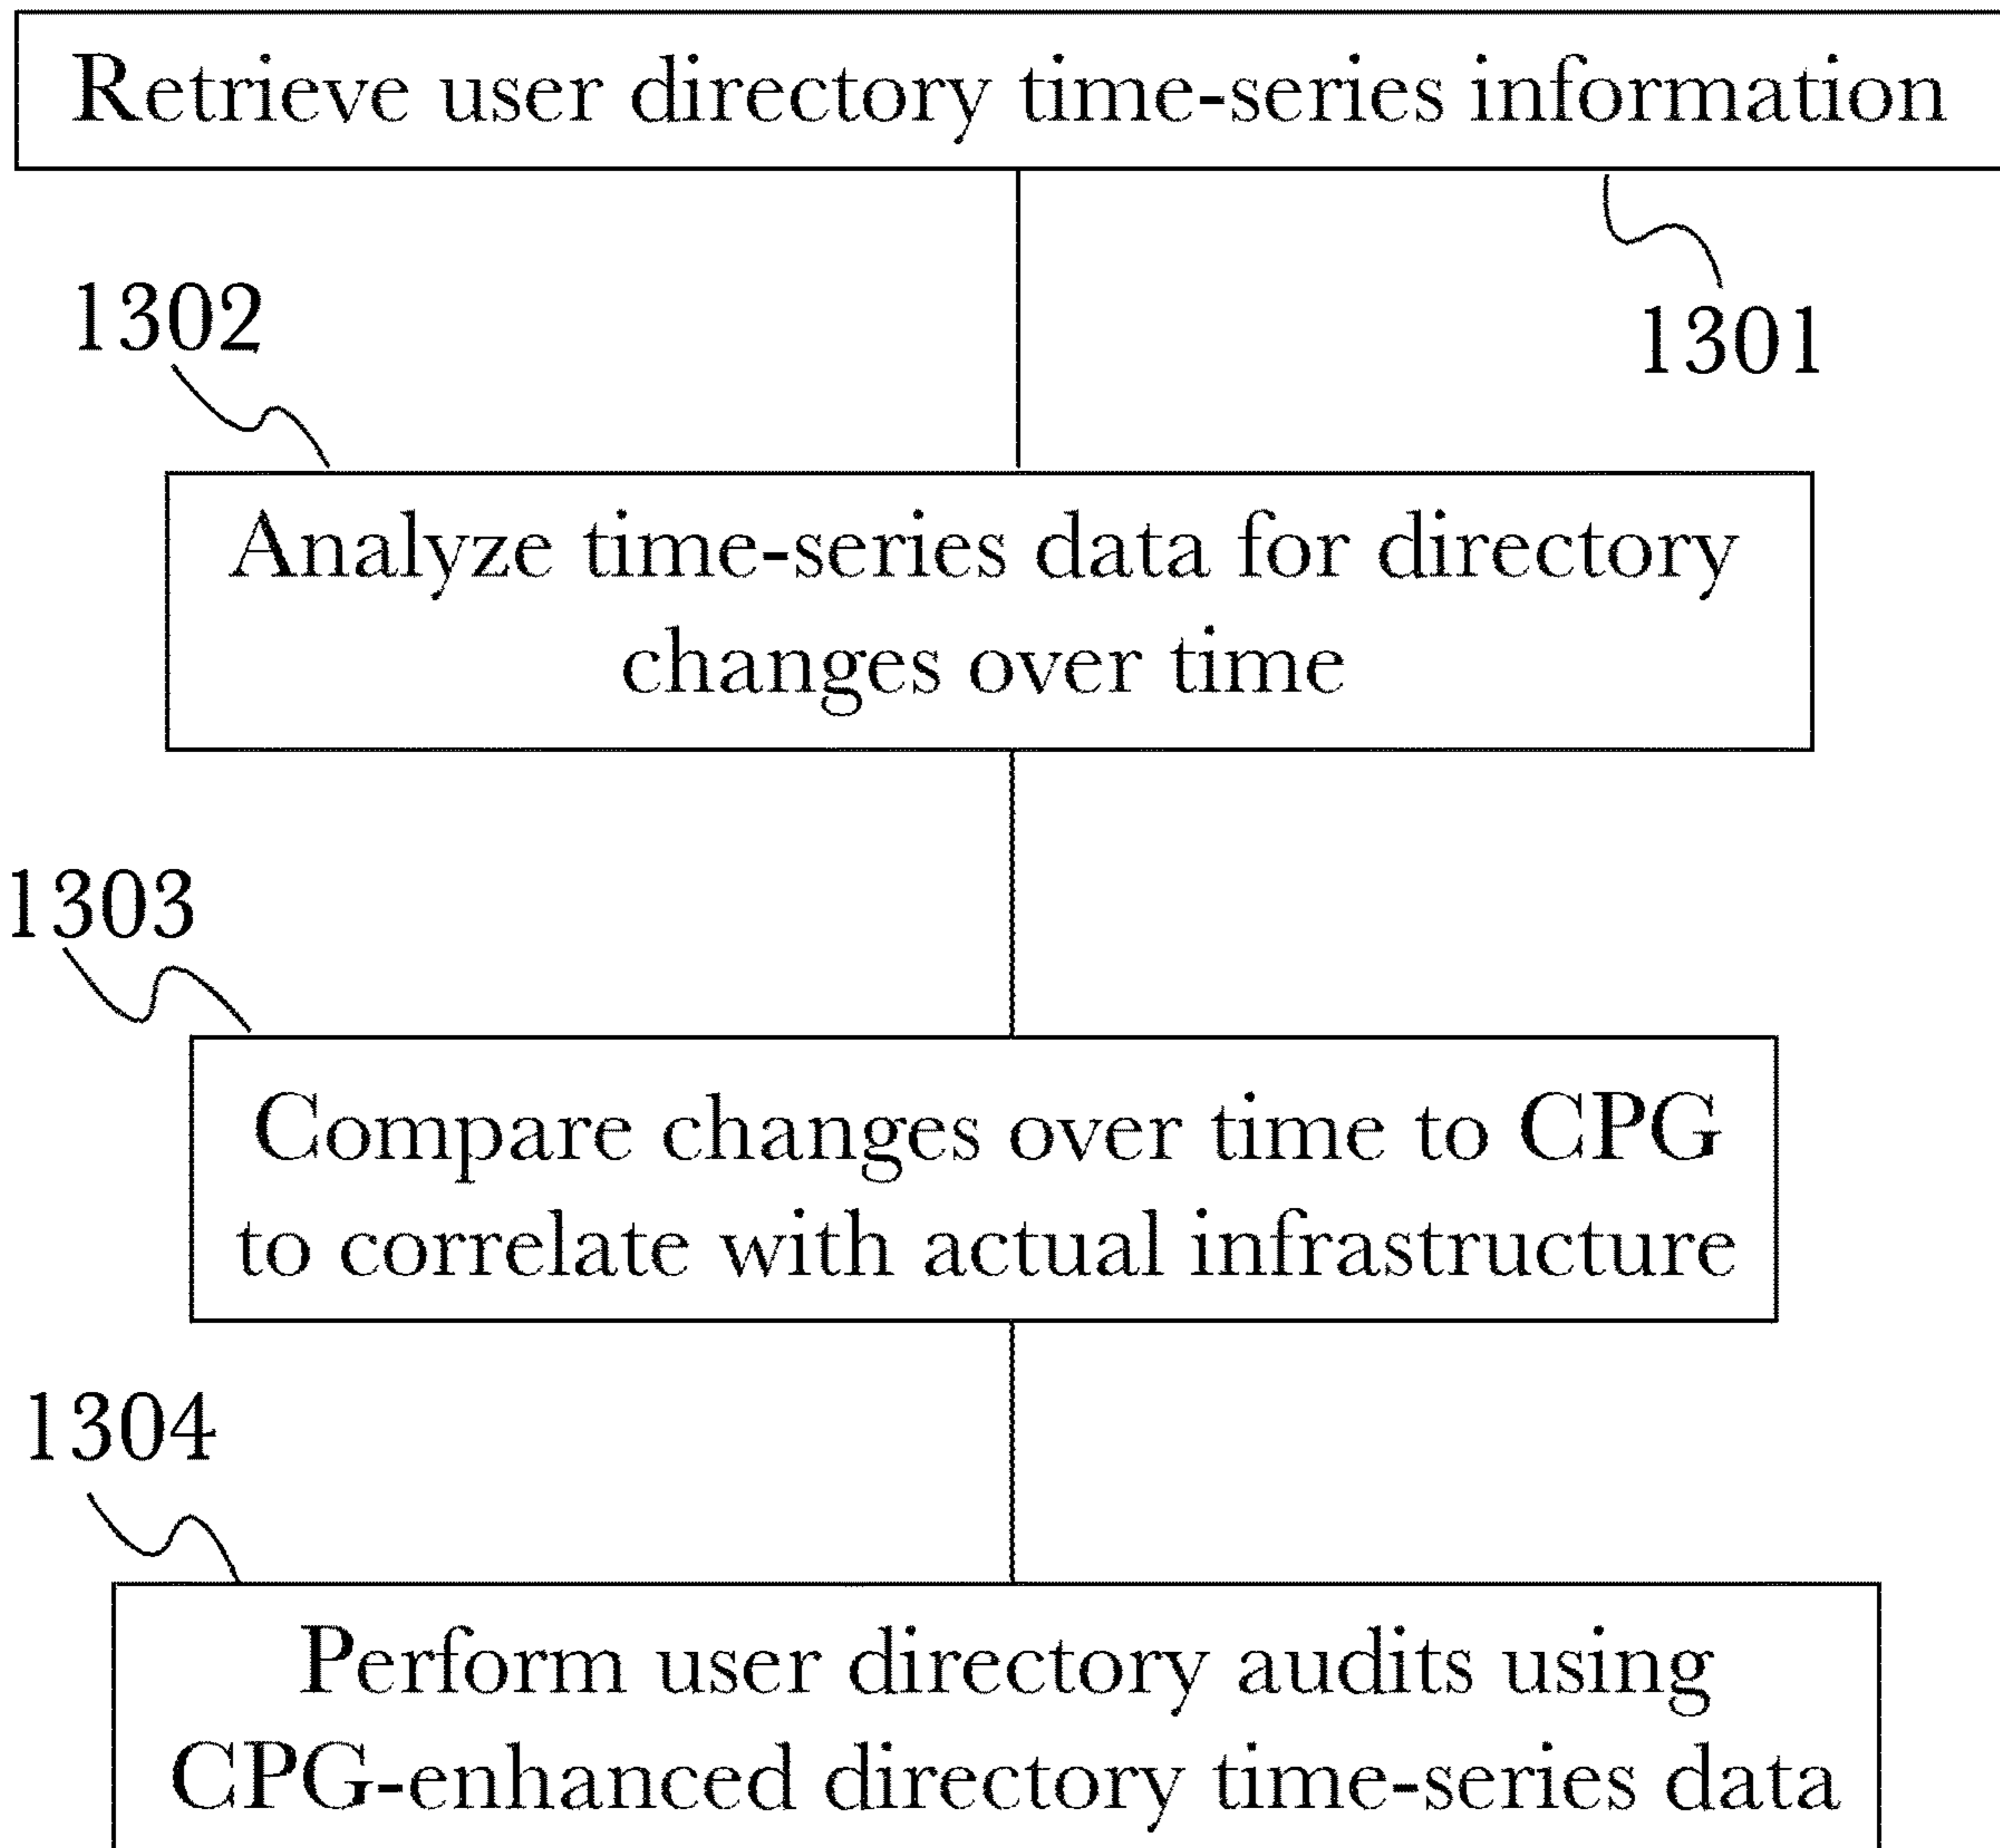 Retrieve user directory time-series information
1302
1301
Analyze time-series data for directory
changes over time
1303
Compare changes over time to CPG
to correlate with actual infrastructure
1304
Perform user directory audits using
CPG-enhanced directory time-series data